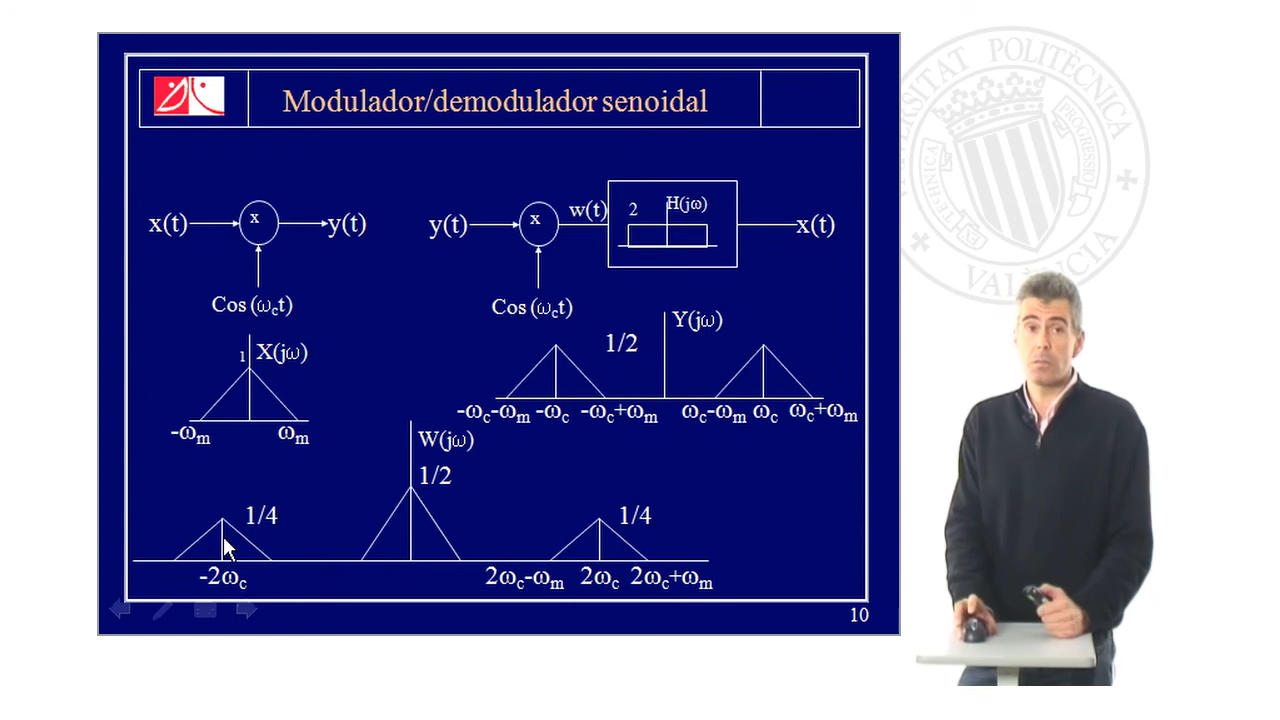 Modulador/demodulador senoidal
x(t)
x
y(t)
Cos (ωct)
y(t)
x
w(t)
2
H(jω)
x(t)
Cos (ωct)
1
X(jω)
-ωm
ωm
1/2
Y(jω)
-ωc-ωm
-ωc
-ωc+ωm
ωc-ωm
ωc
ωc+ωm
W(jω)
1/2
1/4
1/4
-2ωc
2ωc-ωm
2ωc
2ωc+ωm
10
UNIVERSITAT POLITÈCNICA
VALÈNCIA
TECHNICA
PROGRESSIO